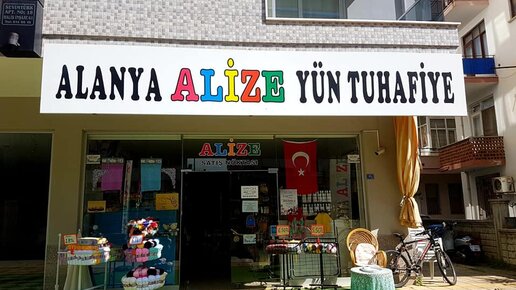 ALANYA ALİZE YÜN TUHAFİYE
ALİZE
SATIŞ NOKTASI